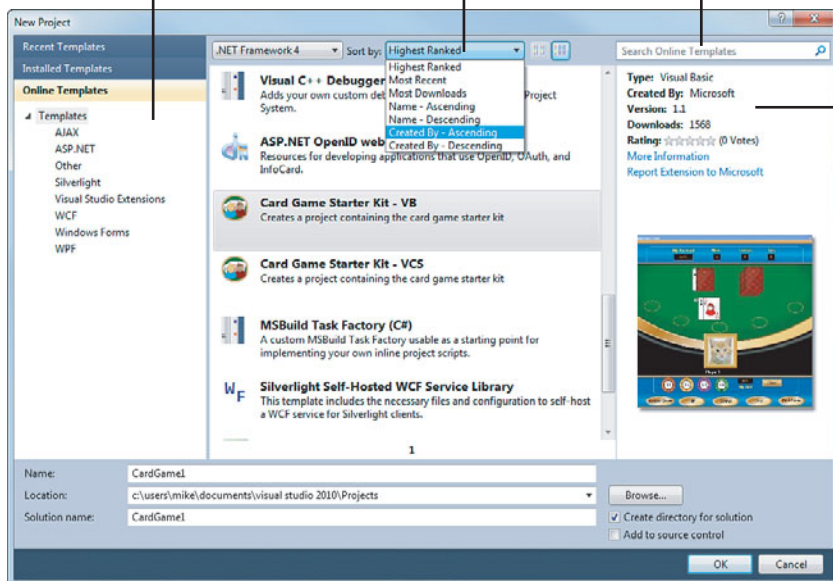 New Project
Recent Templates
Installed Templates
Online Templates
Templates
AJAX
ASP.NET
Other
Silverlight
Visual Studio Extensions
WCF
Windows Forms
WPF
.NET Framework 4
Sort by: Highest Ranked
Highest Ranked
Most Recent
Most Downloads
Name - Ascending
Name - Descending
Created By - Ascending
Created By - Descending
Visual C++ Debugger
Adds your own custom Project
System.
ASP.NET OpenID web
Resources for developing applications that use OpenID, OAuth, and
InfoCard.
Card Game Starter Kit - VB
Creates a project containing the card game starter kit
Card Game Starter Kit - VCS
Creates a project containing the card game starter kit
MSBuild Task Factory (C#)
A custom MSBuild Task Factory usable as a starting point for
implementing your own inline project scripts.
WF Silverlight Self-Hosted WCF Service Library
This template includes the necessary files and configuration to self-host
a WCF service for Silverlight clients.
1
Search Online Templates
Type: Visual Basic
Created By: Microsoft
Version: 1.1
Downloads: 1568
Rating: (0 Votes)
More Information
Report Extension to Microsoft
Name: CardGame1
Location: c:\users\mike\documents\visual studio 2010\Projects
Solution name: CardGame1
Browse...
Create directory for solution
Add to source control
OK Cancel